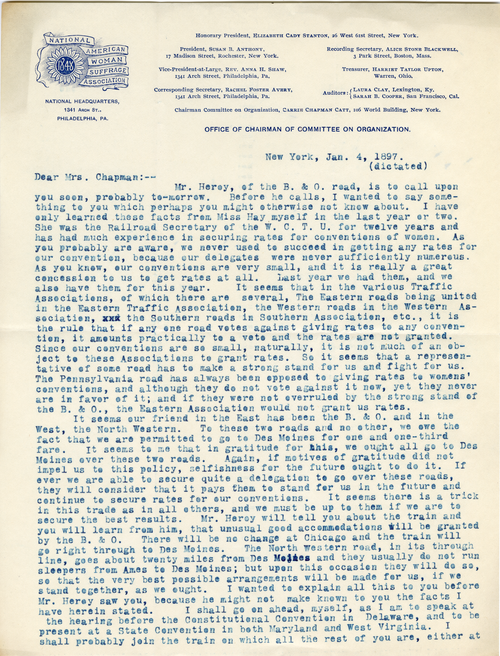 NATIONAL
AMERICAN
WOMAN
SUFFRAGE
ASSOCIATION
NATIONAL HEADQUARTERS,
1341 ARCH ST.,
PHILADELPHIA, PA.
Honorary President, ELIZABETH CADY STANTON, 26 West 61st Street, New York.
President, SUSAN B. ANTHONY,
17 Madison Street, Rochester, New York.
Vice-President-at-Large, REV. ANNA H. SHAW,
1341 Arch Street, Philadelphia, Pa.
Corresponding Secretary, RACHEL FOSTER AVERY,
1341 Arch Street, Philadelphia, Pa.
Recording Secretary, ALICE STONE BLACKWELL,
3 Park Street, Boston, Mass.
Treasurer, HARRIET TAYLOR UPTON,
Warren, Ohio.
Auditors: LAURA CLAY, Lexington, Ky.
SARAH B. COOPER, San Francisco, Cal.
Chairman Committee on Organization, CARRIE CHAPMAN CATT, 106 World Building, New York.
OFFICE OF CHAIRMAN OF COMMITTEE ON ORGANIZATION.
New York, Jan. 4, 1897.
(dictated)
Dear Mrs. Chapman:--
Mr. Heroy, of the B. & O. road, is to call upon
you soon, probably to-morrow. Before he calls, I wanted to say some-
thing to you which perhaps you might otherwise not know about. I have
only learned these facts from Miss Hay myself in the last year or two.
She was the Railroad Secretary of the W. C. T. U. for twelve years and
has had much experience in securing rates for conventions of women. As
you probably are aware, we never used to succeed in getting any rates for
our convention, because our delegates were never sufficiently numerous.
As you know, our conventions are very small, and it is really a great
concession to us to get rates at all. Last year we had them, and we
also have them for this year. It seems that in the various Traffic
Associations, of which there are several, The Eastern roads being united
in the Eastern Traffic Association, the Western roads in the Western As-
sociation, the Southern roads in Southern Association, etc., it is
the rule that if any one road votes against giving rates to any conven-
tion, it amounts practically to a veto and the rates are not granted.
Since our conventions are so small, naturally, it is not much of an ob-
ject to these Associations to grant rates. So it seems that a represen-
tative of some road has to make a strong stand for us and fight for us.
The Pennsylvania road has always been opposed to giving rates to womens'
conventions, and although they do not vote against it now, yet they never
are in favor of it; and if they were not overruled by the strong stand of
the B. & O., the Eastern Association would not grant us rates.
It seems our friend in the East has been the B. & O, and in the
West, the North Western. To these two roads and no other, we owe the
fact that we are permitted to go to Des Moines for one and one-third
fare. It seems to me that in gratitude for this, we ought all go to Des
Moines over these two roads. Again, if motives of gratitude did not
impel us to this policy, selfishness for the future ought to do it. If
ever we are able to secure quite a delegation to go over these roads,
they will consider that it pays them to stand for us in the future and
continue to secure rates for our conventions. It seems there is a trick
in this trade as in all others, and we must be up to them if we are to
secure the best results. Mr. Heroy will tell you about the train and
you will learn from him, that unusual good accommodations will be granted
by the B. & O. There will be no change at Chicago and the train will
go right through to Des Moines. The North Western road, in its through
line, goes about twenty miles from Des Moines and they usually do not run
sleepers from Ames to Des Moines; but upon this occasion they will do so,
so that the very best possible arrangements will be made for us, if we
stand together, as we ought. I wanted to explain all this to you before
Mr. Heroy saw you, because he might not make known to you the facts I
have herein stated. I shall go on ahead, myself, as I am to speak at
the hearing before the Constitutional Convention in Delaware, and to be
present at a State Convention in both Maryland and West Virginia. I
shall probably join the train on which all the rest of you are, either at